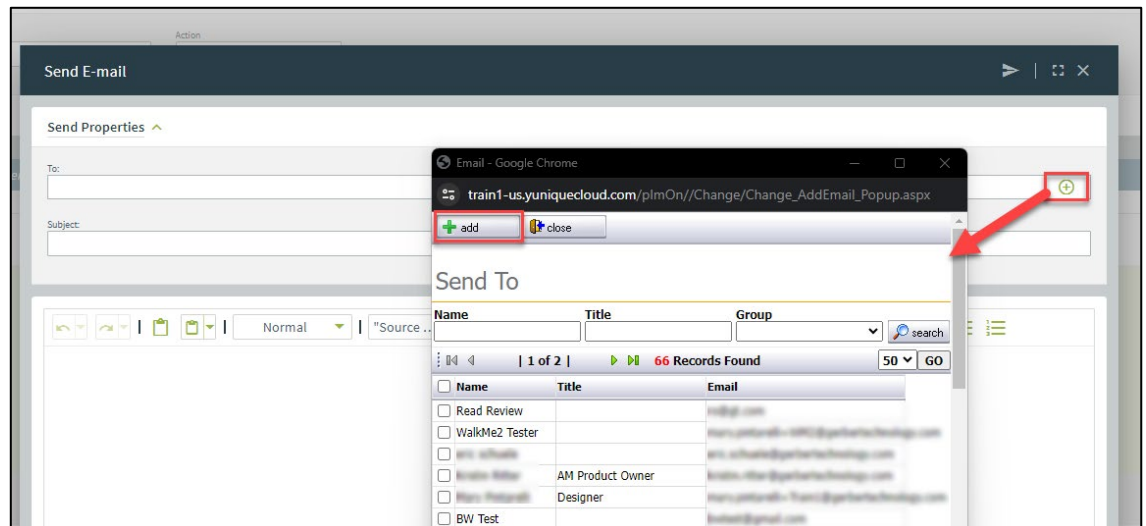 Action
Send E-mail
Send Properties
To:
Email - Google Chrome
train1-us.yuniquecloud.com/plmOn//Change/Change_AddEmail_Popup.aspx
add close
Subject:
Send To
Name Title Group
search
Normal "Source ..
| 1 of 2 | 66 Records Found 50 GO
Name Title Email
Read Review
WalkMe2 Tester
AM Product Owner
Designer
BW Test